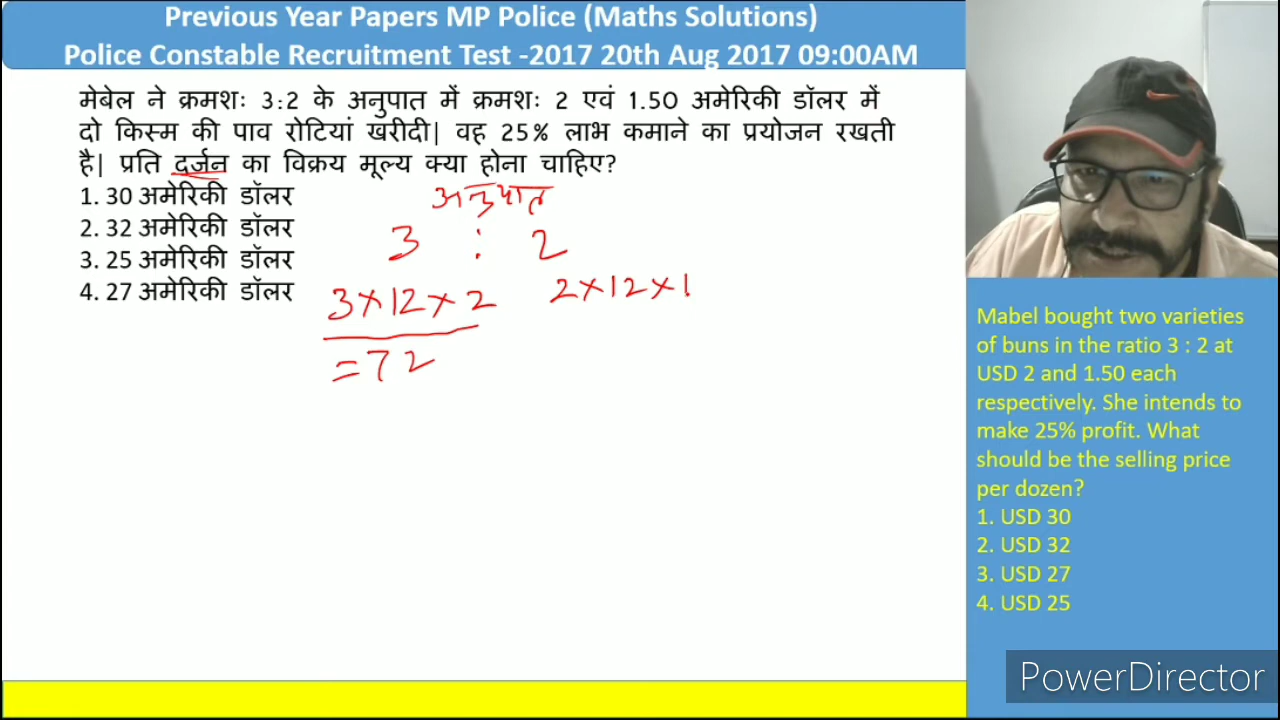 Previous Year Papers MP Police (Maths Solutions)
Police Constable Recruitment Test -2017 20th Aug 2017 09:00AM
मेबेल ने क्रमशः 3:2 के अनुपात में क्रमशः 2 एवं 1.50 अमेरिकी डॉलर में
दो किस्म की पाव रोटियां खरीदी| वह 25% लाभ कमाने का प्रयोजन रखती
है| प्रति दर्जन का विक्रय मूल्य क्या होना चाहिए?
1. 30 अमेरिकी डॉलर
2. 32 अमेरिकी डॉलर
3. 25 अमेरिकी डॉलर
4. 27 अमेरिकी डॉलर
अनुपात
3 : 2
3×12×2 2×12×1
=72
Mabel bought two varieties
of buns in the ratio 3 : 2 at
USD 2 and 1.50 each
respectively. She intends to
make 25% profit. What
should be the selling price
per dozen?
1. USD 30
2. USD 32
3. USD 27
4. USD 25
PowerDirector